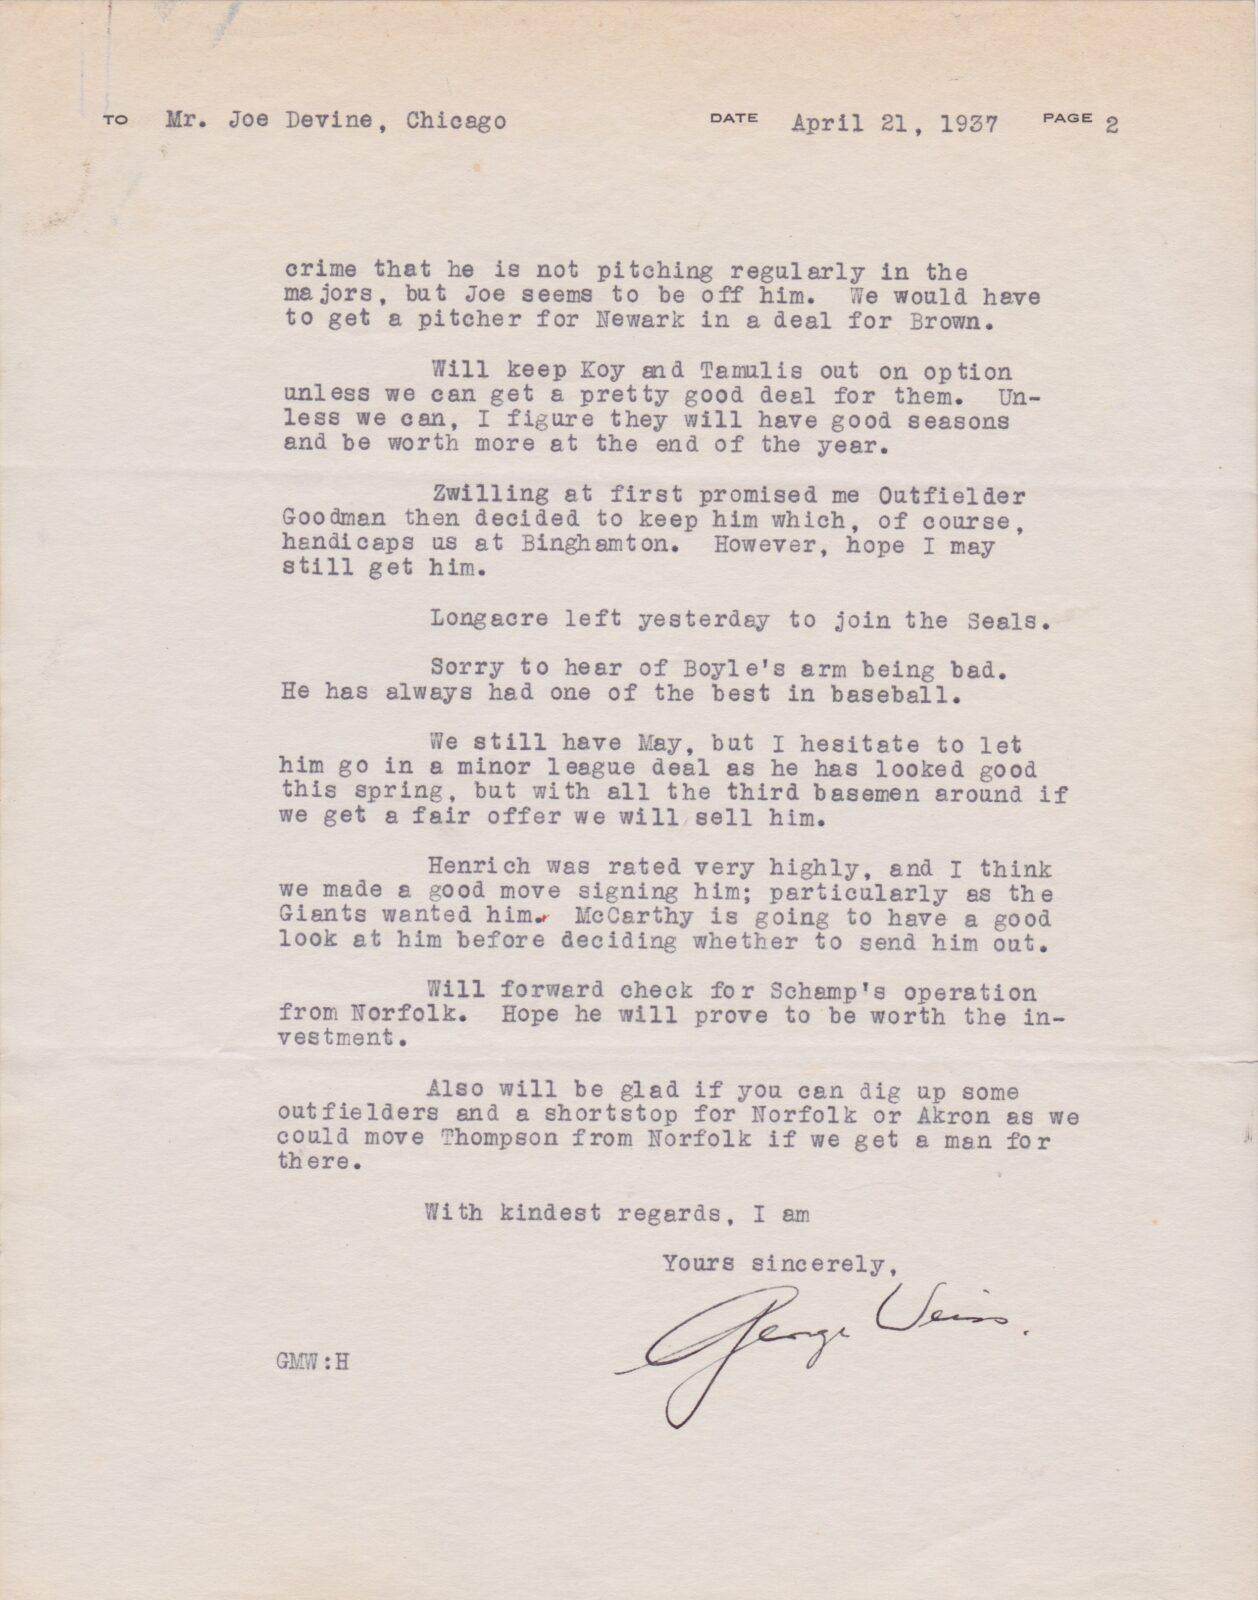 TO Mr. Joe Devine, Chicago DATE April 21, 1937 PAGE 2
crime that he is not pitching regularly in the
majors, but Joe seems to be off him. We would have
to get a pitcher for Newark in a deal for Brown.
Will keep Koy and Tamulis out on option
unless we can get a pretty good deal for them. Un-
less we can, I figure they will have good seasons
and be worth more at the end of the year.
Zwilling at first promised me Outfielder
Goodman then decided to keep him which, of course,
handicaps us at Binghamton. However, hope I may
still get him.
Longacre left yesterday to join the Seals.
Sorry to hear of Boyle's arm being bad.
He has always had one of the best in baseball.
We still have May, but I hesitate to let
him go in a minor league deal as he has looked good
this spring, but with all the third basemen around if
we get a fair offer we will sell him.
Henrich was rated very highly, and I think
we made a good move signing him; particularly as the
Giants wanted him. McCarthy is going to have a good
look at him before deciding whether to send him out.
Will forward check for Schamp's operation
from Norfolk. Hope he will prove to be worth the in-
vestment.
Also will be glad if you can dig up some
outfielders and a shortstop for Norfolk or Akron as we
could move Thompson from Norfolk if we get a man for
there.
With kindest regards, I am
Yours sincerely,
George Weiss.
GMW:H